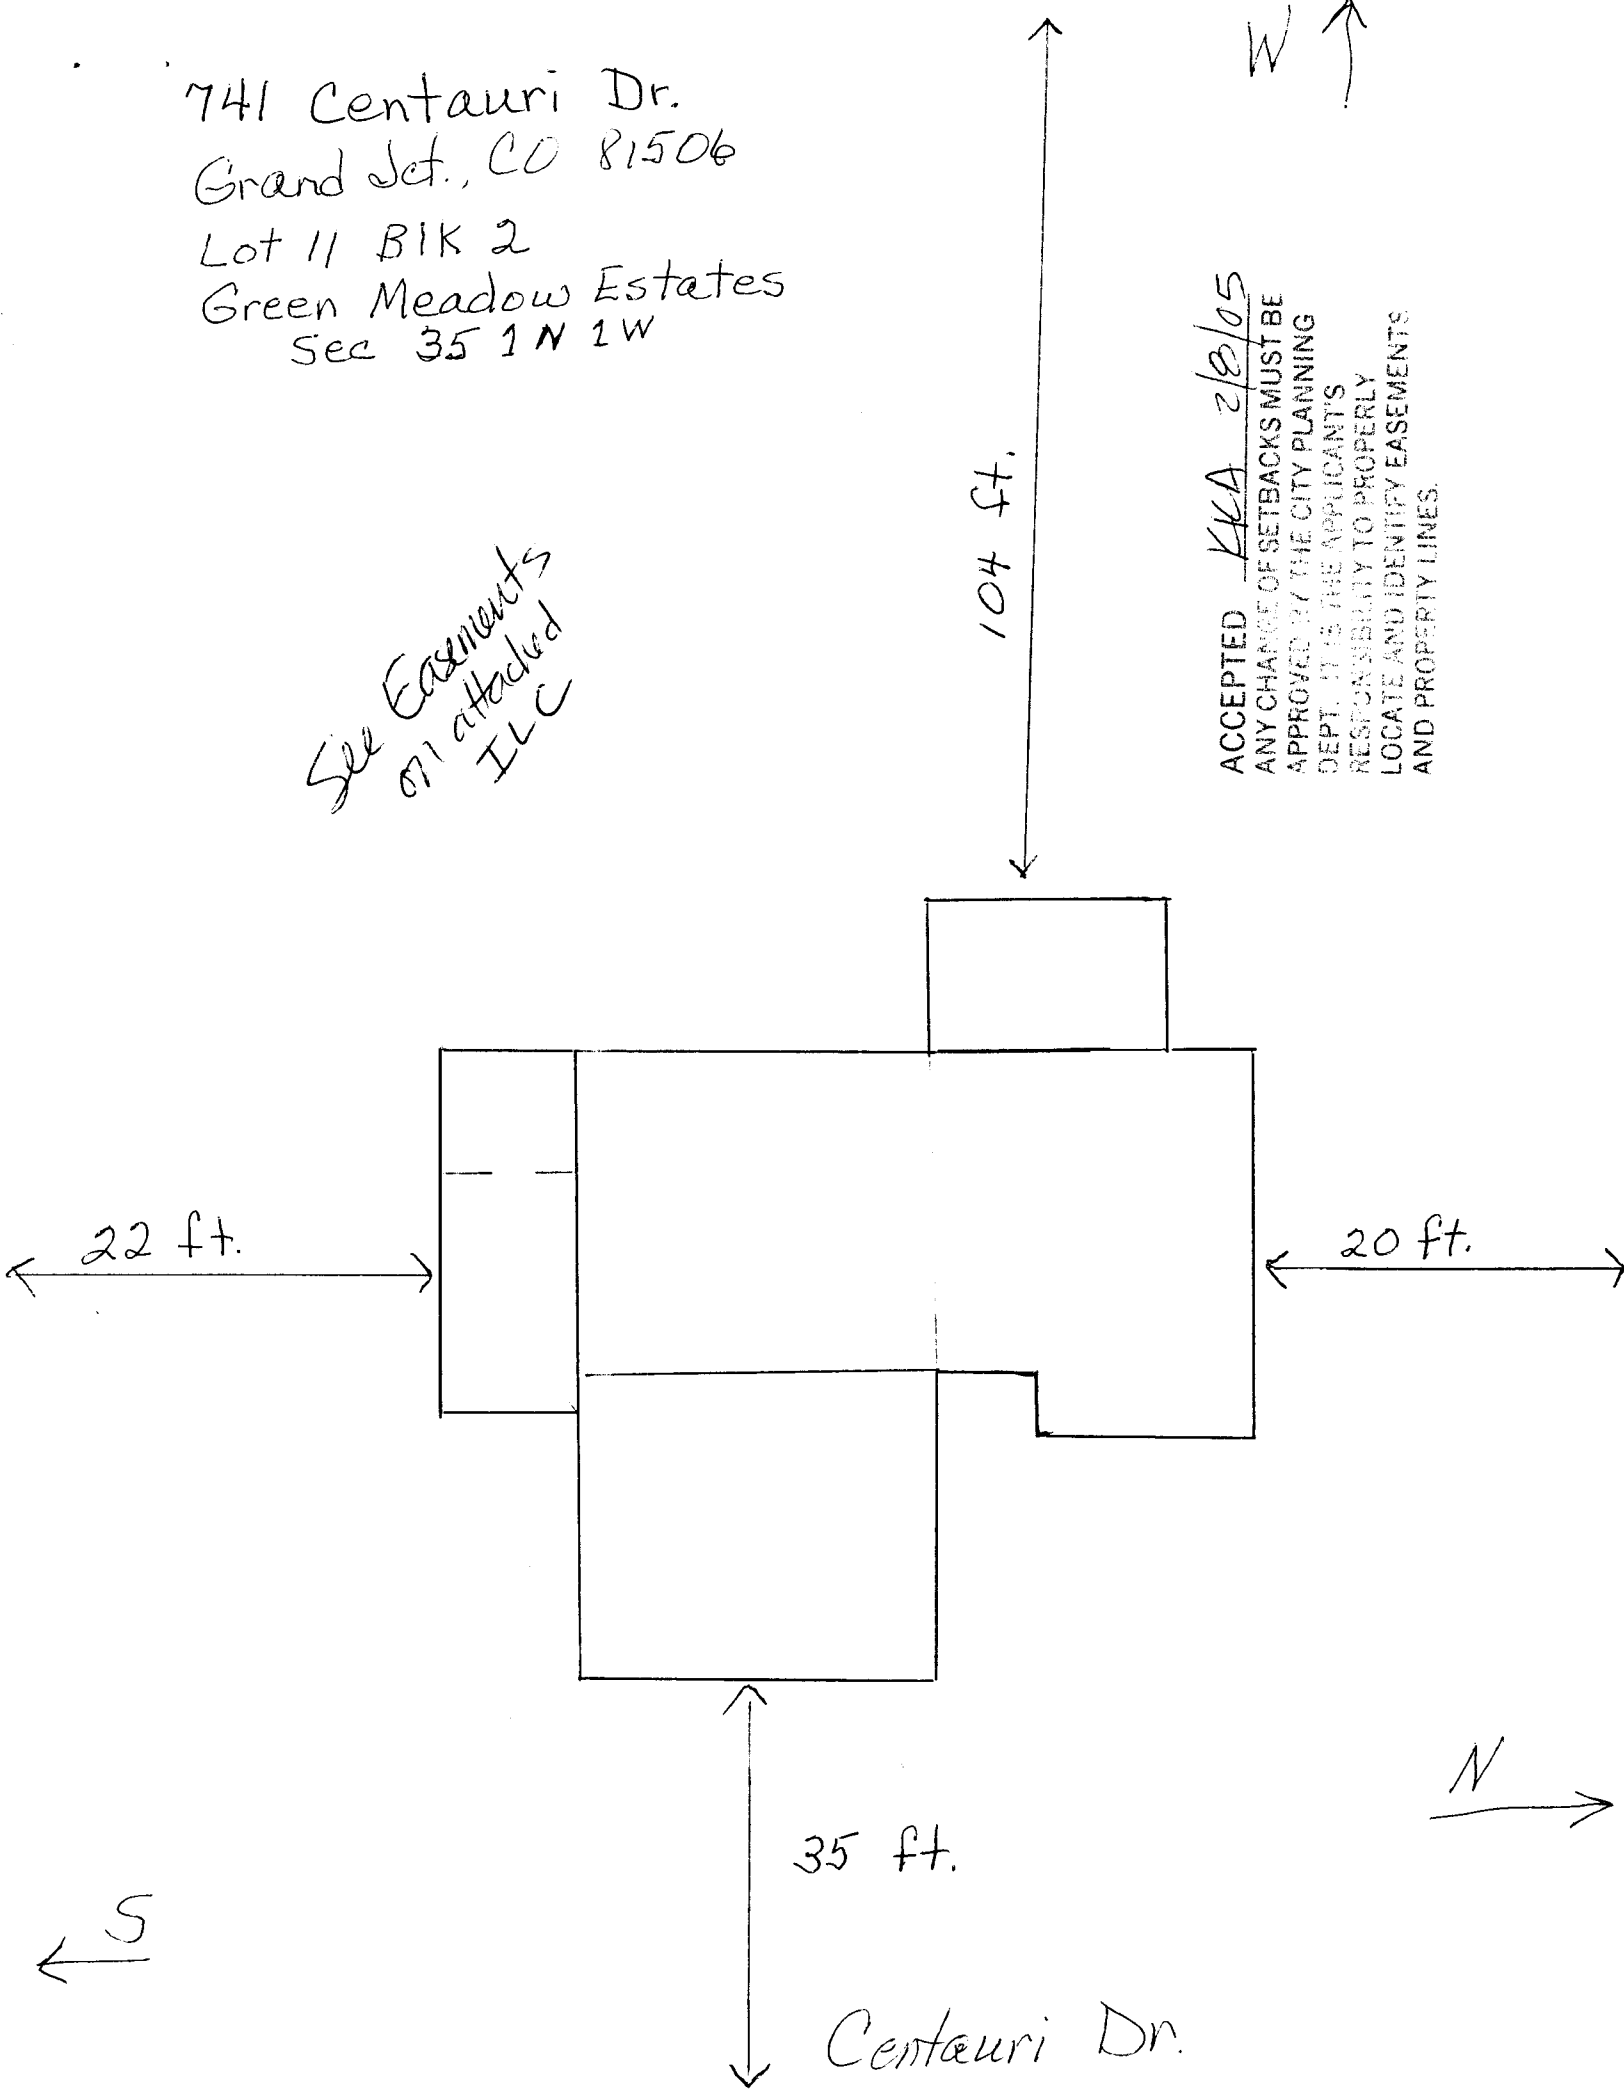 741 Centauri Dr.
Grand Jct., CO 81506
Lot 11 Blk 2
Green Meadow Estates
Sec 35 1N 1W
W
104 ft.
ACCEPTED KKA 2/8/05
ANY CHANGE OF SETBACKS MUST BE
APPROVED BY THE CITY PLANNING
DEPT. IT IS THE APPLICANT'S
RESPONSIBILITY TO PROPERLY
LOCATE AND IDENTIFY EASEMENTS
AND PROPERTY LINES.
See Easements
on attached
ILC
22 ft.
20 ft.
N
35 ft.
S
Centauri Dr.